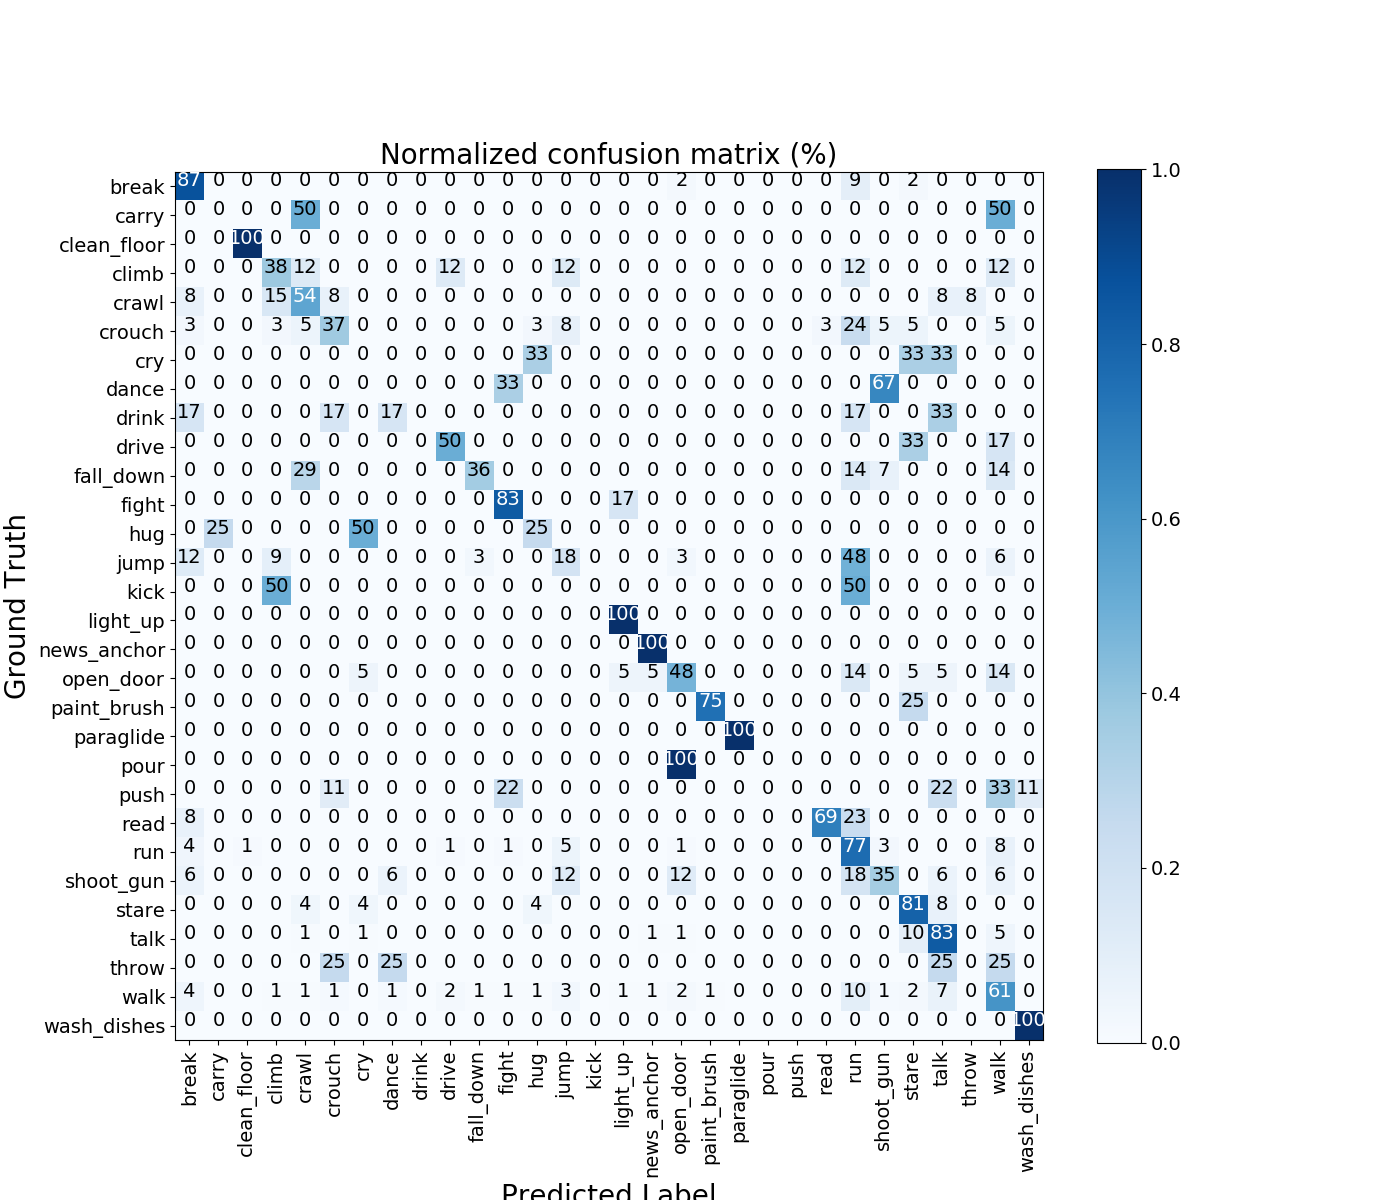 Normalized confusion matrix (%)
break 87 0 0 0 0 0 0 0 0 0 0 0 0 0 0 0 0 2 0 0 0 0 0 9 0 2 0 0 0 0
carry 0 0 0 0 50 0 0 0 0 0 0 0 0 0 0 0 0 0 0 0 0 0 0 0 0 0 0 0 50 0
clean_floor 0 0 100 0 0 0 0 0 0 0 0 0 0 0 0 0 0 0 0 0 0 0 0 0 0 0 0 0 0 0
climb 0 0 0 38 12 0 0 0 0 12 0 0 0 12 0 0 0 0 0 0 0 0 0 12 0 0 0 0 12 0
crawl 8 0 0 15 54 8 0 0 0 0 0 0 0 0 0 0 0 0 0 0 0 0 0 0 0 0 8 8 0 0
crouch 3 0 0 3 5 37 0 0 0 0 0 0 3 8 0 0 0 0 0 0 0 0 3 24 5 5 0 0 5 0
cry 0 0 0 0 0 0 0 0 0 0 0 0 33 0 0 0 0 0 0 0 0 0 0 0 0 33 33 0 0 0
dance 0 0 0 0 0 0 0 0 0 0 0 33 0 0 0 0 0 0 0 0 0 0 0 0 67 0 0 0 0 0
drink 17 0 0 0 0 17 0 17 0 0 0 0 0 0 0 0 0 0 0 0 0 0 0 17 0 0 33 0 0 0
drive 0 0 0 0 0 0 0 0 0 50 0 0 0 0 0 0 0 0 0 0 0 0 0 0 0 33 0 0 17 0
fall_down 0 0 0 0 29 0 0 0 0 0 36 0 0 0 0 0 0 0 0 0 0 0 0 14 7 0 0 0 14 0
fight 0 0 0 0 0 0 0 0 0 0 0 83 0 0 0 17 0 0 0 0 0 0 0 0 0 0 0 0 0 0
hug 0 25 0 0 0 0 50 0 0 0 0 0 25 0 0 0 0 0 0 0 0 0 0 0 0 0 0 0 0 0
jump 12 0 0 9 0 0 0 0 0 0 3 0 0 18 0 0 0 3 0 0 0 0 0 48 0 0 0 0 6 0
kick 0 0 0 50 0 0 0 0 0 0 0 0 0 0 0 0 0 0 0 0 0 0 0 50 0 0 0 0 0 0
light_up 0 0 0 0 0 0 0 0 0 0 0 0 0 0 0 100 0 0 0 0 0 0 0 0 0 0 0 0 0 0
news_anchor 0 0 0 0 0 0 0 0 0 0 0 0 0 0 0 0 100 0 0 0 0 0 0 0 0 0 0 0 0 0
open_door 0 0 0 0 0 0 5 0 0 0 0 0 0 0 0 5 5 48 0 0 0 0 0 14 0 5 5 0 14 0
paint_brush 0 0 0 0 0 0 0 0 0 0 0 0 0 0 0 0 0 0 75 0 0 0 0 0 0 25 0 0 0 0
paraglide 0 0 0 0 0 0 0 0 0 0 0 0 0 0 0 0 0 0 0 100 0 0 0 0 0 0 0 0 0 0
pour 0 0 0 0 0 0 0 0 0 0 0 0 0 0 0 0 0 100 0 0 0 0 0 0 0 0 0 0 0 0
push 0 0 0 0 0 11 0 0 0 0 0 22 0 0 0 0 0 0 0 0 0 0 0 0 0 0 22 0 33 11
read 8 0 0 0 0 0 0 0 0 0 0 0 0 0 0 0 0 0 0 0 0 0 69 23 0 0 0 0 0 0
run 4 0 1 0 0 0 0 0 0 1 0 1 0 5 0 0 0 1 0 0 0 0 0 77 3 0 0 0 8 0
shoot_gun 6 0 0 0 0 0 0 6 0 0 0 0 0 12 0 0 0 12 0 0 0 0 0 18 35 0 6 0 6 0
stare 0 0 0 0 4 0 4 0 0 0 0 0 4 0 0 0 0 0 0 0 0 0 0 0 0 81 8 0 0 0
talk 0 0 0 0 1 0 1 0 0 0 0 0 0 0 0 0 1 1 0 0 0 0 0 0 0 10 83 0 5 0
throw 0 0 0 0 0 25 0 25 0 0 0 0 0 0 0 0 0 0 0 0 0 0 0 0 0 0 25 0 25 0
walk 4 0 0 1 1 1 0 1 0 2 1 1 1 3 0 1 1 2 1 0 0 0 0 10 1 2 7 0 61 0
wash_dishes 0 0 0 0 0 0 0 0 0 0 0 0 0 0 0 0 0 0 0 0 0 0 0 0 0 0 0 0 0 100
break carry clean_floor climb crawl crouch cry dance drink drive fall_down fight hug jump kick light_up news_anchor open_door paint_brush paraglide pour push read run shoot_gun stare talk throw walk wash_dishes
Predicted Label
Ground Truth
1.0
0.8
0.6
0.4
0.2
0.0